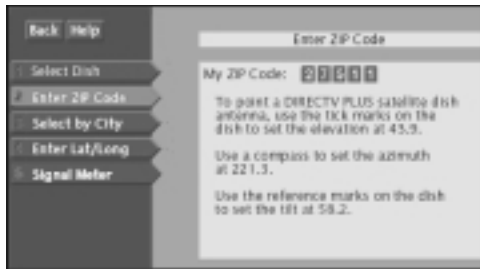 Back Help
Enter ZIP Code
1 Select Dish
2 Enter ZIP Code
3 Select by City
4 Enter Lat/Long
5 Signal Meter
My ZIP Code:
To point a DIRECTV PLUS satellite dish
antenna, use the tick marks on the
dish to set the elevation at 43.9.
Use a compass to set the azimuth
at 221.3.
Use the reference marks on the dish
to set the tilt at 58.2.